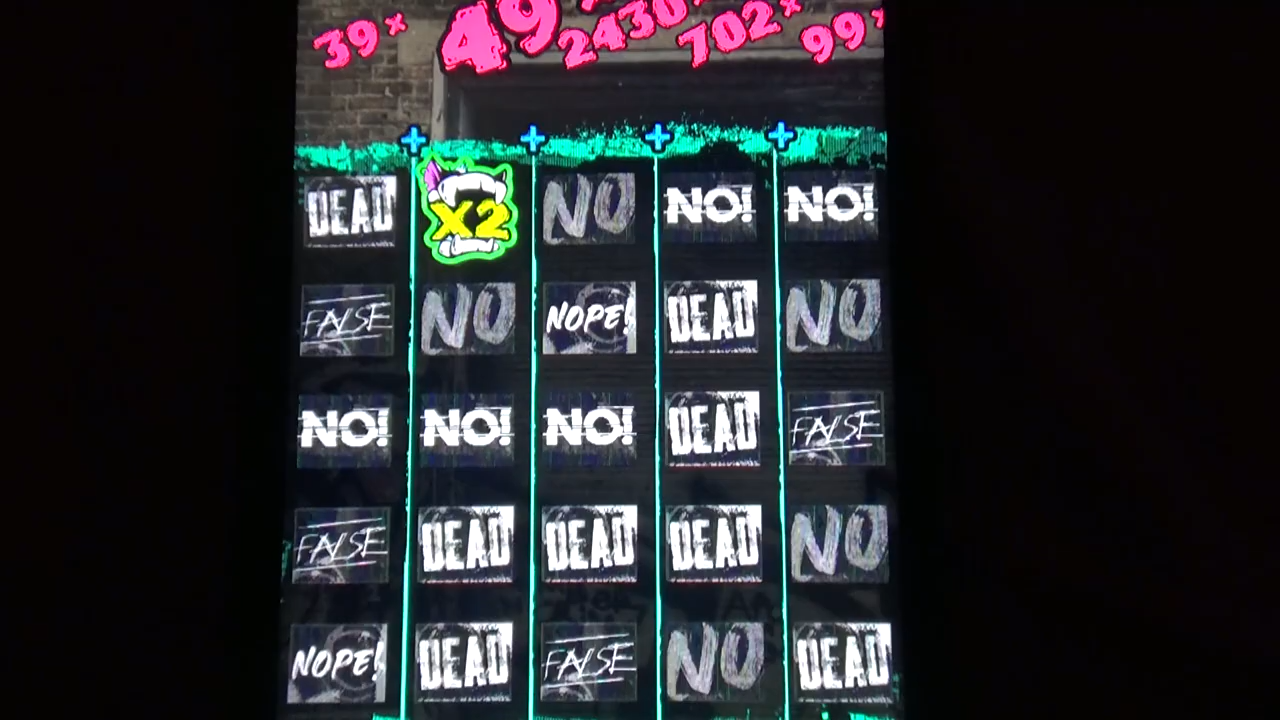 39x 49 2430x 702x 99x
DEAD X2 NO NO! NO!
FALSE NO NOPE! DEAD NO
NO! NO! NO! DEAD FALSE
FALSE DEAD DEAD DEAD NO
NOPE! DEAD FALSE NO DEAD